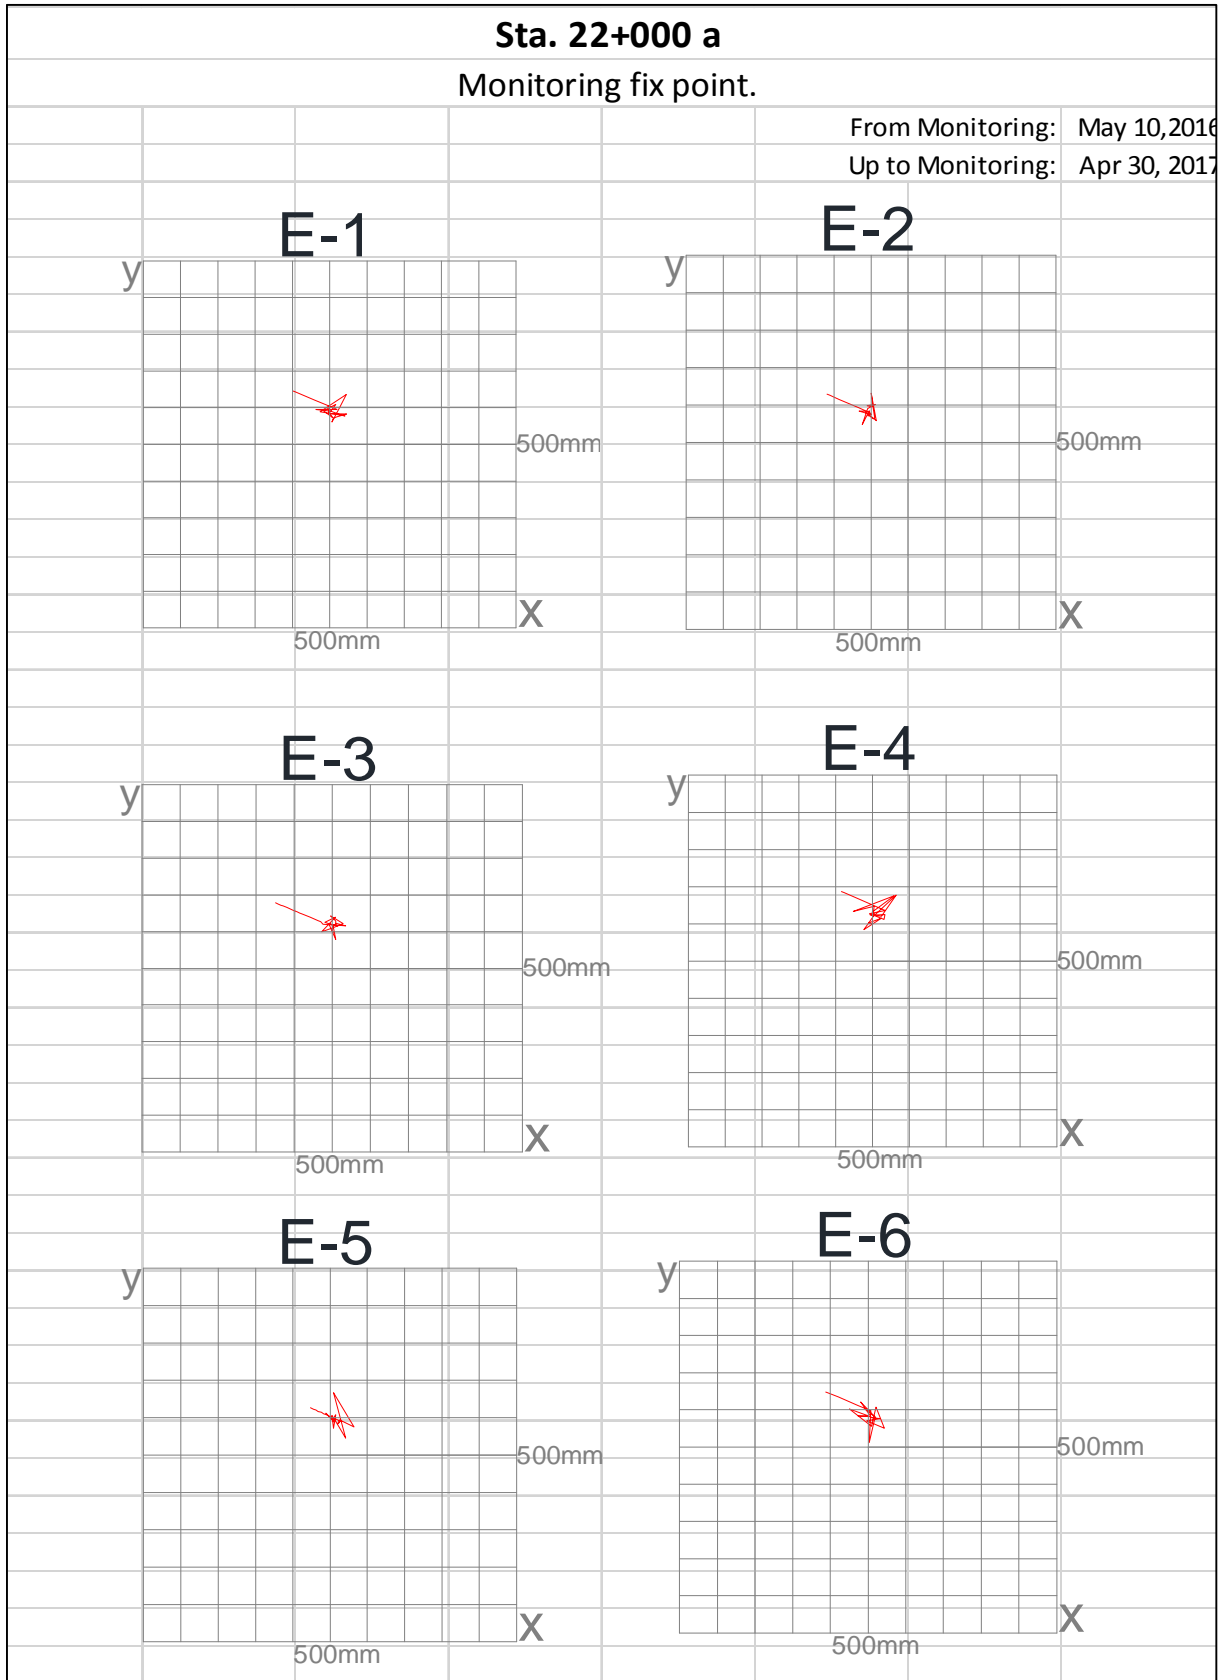 Sta. 22+000 a
Monitoring fix point.
From Monitoring: May 10,2016
Up to Monitoring: Apr 30, 2017
E-1
E-2
y
y
500mm
500mm
X
X
500mm
500mm
E-3
E-4
y
y
500mm
500mm
X
X
500mm
500mm
E-5
E-6
y
y
500mm
500mm
X
X
500mm
500mm